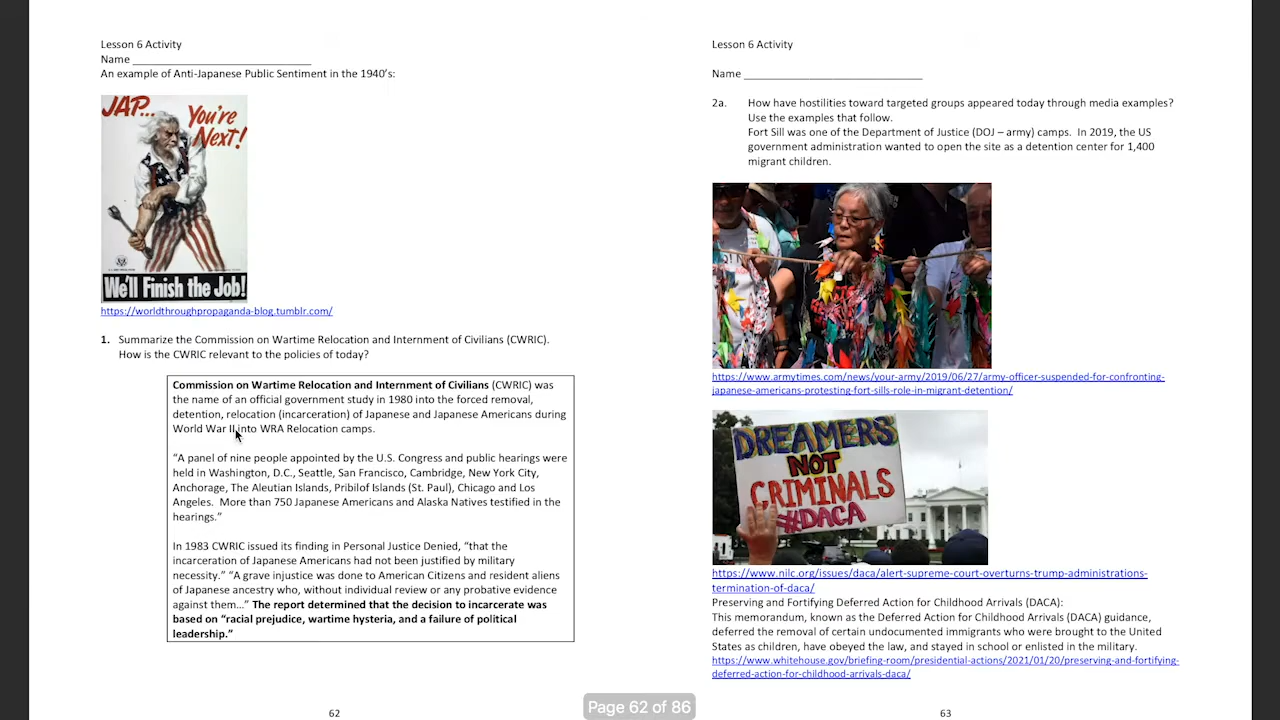 Lesson 6 Activity
Name ______________________________
An example of Anti-Japanese Public Sentiment in the 1940's:
JAP...
You're
Next!
We'll Finish the Job!
https://worldthroughpropaganda-blog.tumblr.com/
1. Summarize the Commission on Wartime Relocation and Internment of Civilians (CWRIC).
How is the CWRIC relevant to the policies of today?
Commission on Wartime Relocation and Internment of Civilians (CWRIC) was
the name of an official government study in 1980 into the forced removal,
detention, relocation (incarceration) of Japanese and Japanese Americans during
World War II into WRA Relocation camps.
"A panel of nine people appointed by the U.S. Congress and public hearings were
held in Washington, D.C., Seattle, San Francisco, Cambridge, New York City,
Anchorage, The Aleutian Islands, Pribilof Islands (St. Paul), Chicago and Los
Angeles. More than 750 Japanese Americans and Alaska Natives testified in the
hearings."
In 1983 CWRIC issued its finding in Personal Justice Denied, "that the
incarceration of Japanese Americans had not been justified by military
necessity." "A grave injustice was done to American Citizens and resident aliens
of Japanese ancestry who, without individual review or any probative evidence
against them…" The report determined that the decision to incarcerate was
based on "racial prejudice, wartime hysteria, and a failure of political
leadership."
62
Lesson 6 Activity
Name ______________________________
2a. How have hostilities toward targeted groups appeared today through media examples?
Use the examples that follow.
Fort Sill was one of the Department of Justice (DOJ – army) camps. In 2019, the US
government administration wanted to open the site as a detention center for 1,400
migrant children.
https://www.armytimes.com/news/your-army/2019/06/27/army-officer-suspended-for-confronting-
japanese-americans-protesting-fort-sills-role-in-migrant-detention/
DREAMERS
NOT
CRIMINALS
#DACA
https://www.nilc.org/issues/daca/alert-supreme-court-overturns-trump-administrations-
termination-of-daca/
Preserving and Fortifying Deferred Action for Childhood Arrivals (DACA):
This memorandum, known as the Deferred Action for Childhood Arrivals (DACA) guidance,
deferred the removal of certain undocumented immigrants who were brought to the United
States as children, have obeyed the law, and stayed in school or enlisted in the military.
https://www.whitehouse.gov/briefing-room/presidential-actions/2021/01/20/preserving-and-fortifying-
deferred-action-for-childhood-arrivals-daca/
63
Page 62 of 86